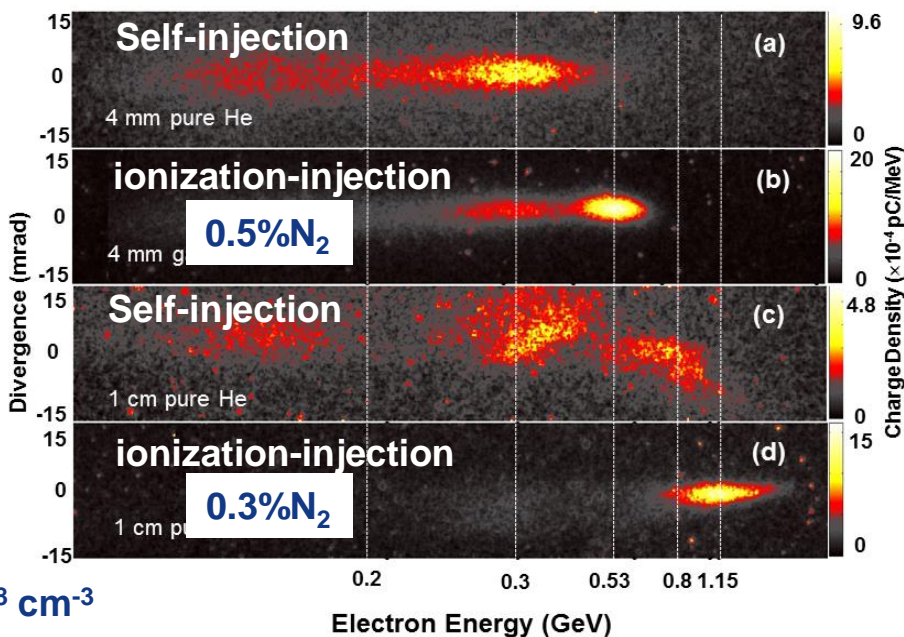 Self-injection
(a)
4 mm pure He
15
0
-15
9.6
0
ionization-injection
(b)
0.5%N₂
4 mm g
15
0
-15
20
0
Self-injection
(c)
1 cm pure He
15
0
-15
4.8
0
ionization-injection
(d)
0.3%N₂
1 cm pu
15
0
-15
15
0
Divergence (mrad)
Charge Density (×10⁻⁴ pC/MeV)
0.2 0.3 0.53 0.8 1.15
Electron Energy (GeV)
³ cm⁻³